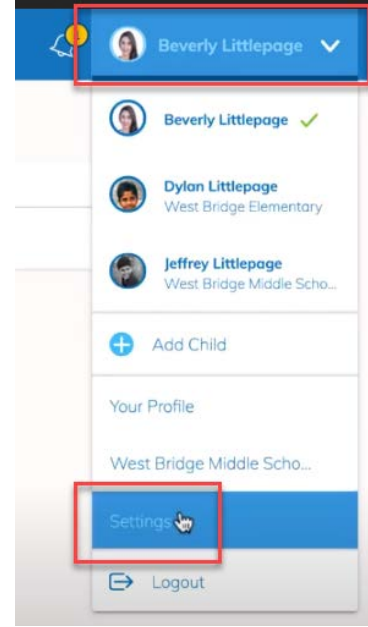 Beverly Littlepage
Beverly Littlepage
Dylan Littlepage
West Bridge Elementary
Jeffrey Littlepage
West Bridge Middle Scho...
Add Child
Your Profile
West Bridge Middle Scho...
Settings
Logout